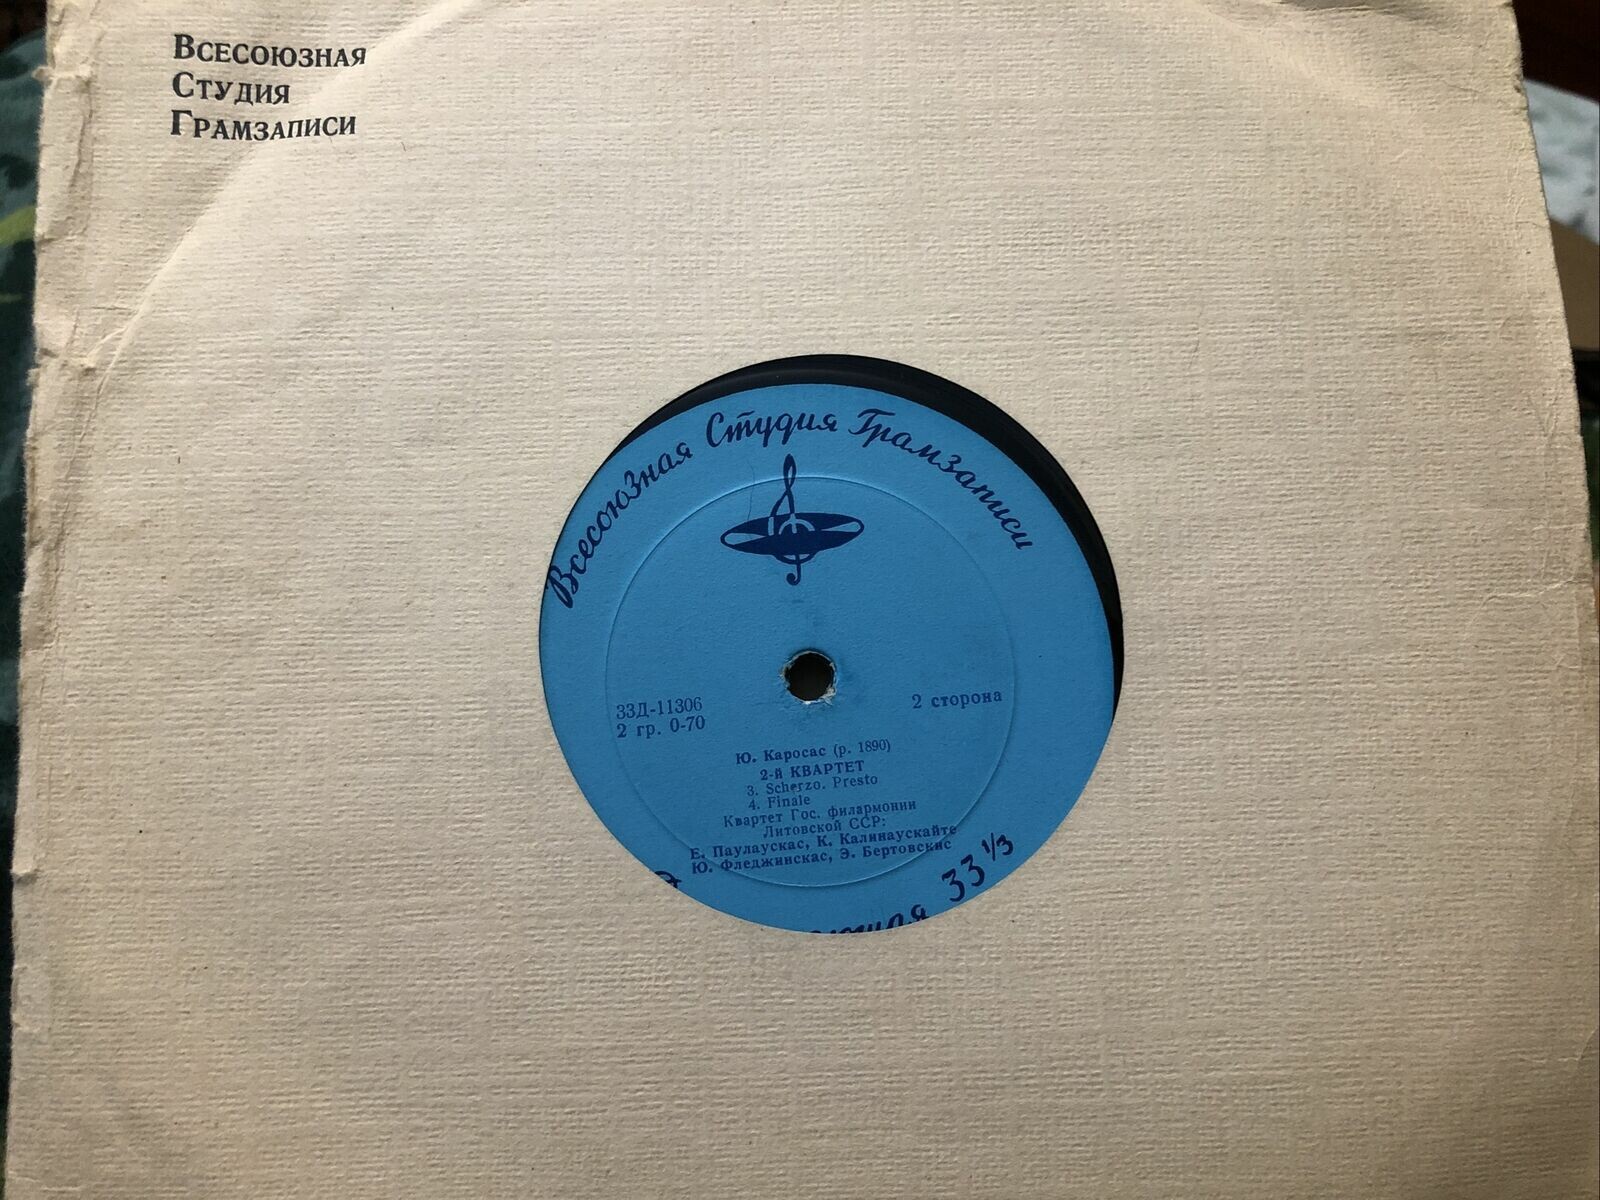 Всесоюзная
Студия
Грамзаписи
Всесоюзная Студия Грамзаписи
33Д-11306
2 гр. 0-70
2 сторона
Ю. Каросас (р. 1890)
2-й КВАРТЕТ
3. Scherzo. Presto
4. Finale
Квартет Гос. филармонии
Литовской ССР:
Е. Паулаускас, К. Калинаускайте
Ю. Фледжинскас, Э. Бертовскис
33 1/3